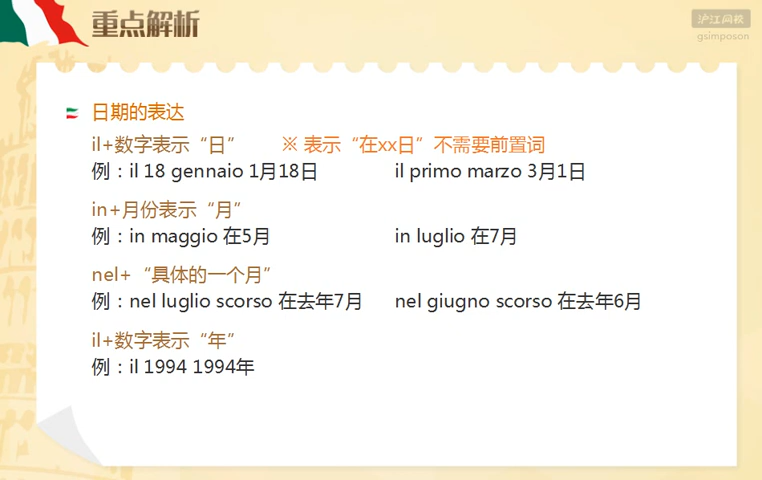 重点解析
沪江网校
gsimposon
日期的表达
il+数字表示“日” ※ 表示“在xx日”不需要前置词
例：il 18 gennaio 1月18日 il primo marzo 3月1日
in+月份表示“月”
例：in maggio 在5月 in luglio 在7月
nel+“具体的一个月”
例：nel luglio scorso 在去年7月 nel giugno scorso 在去年6月
il+数字表示“年”
例：il 1994 1994年